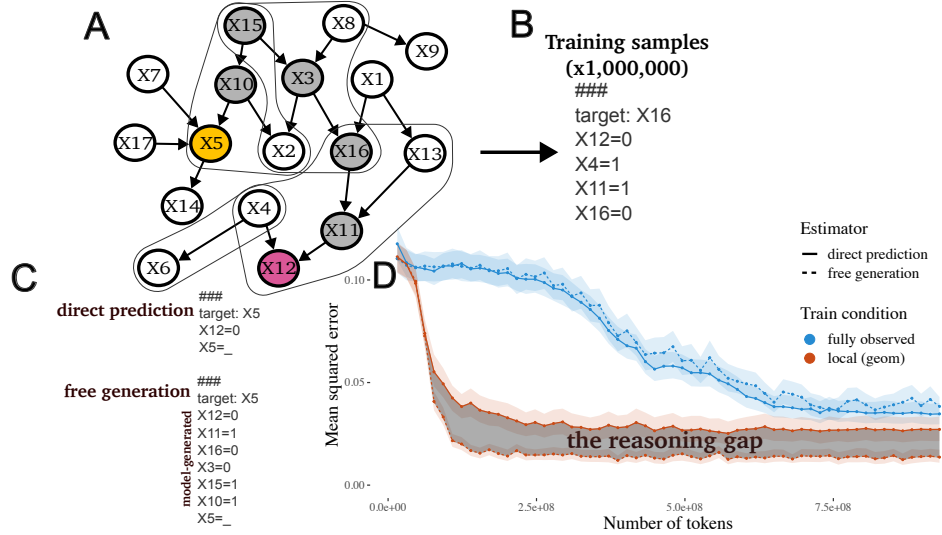 A
X15
X8
X9
X7
X10
X3
X1
X17
X5
X2
X16
X13
X14
X4
X11
X6
X12
B
Training samples
(x1,000,000)
###
target: X16
X12=0
X4=1
X11=1
X16=0
C
direct prediction
###
target: X5
X12=0
X5=_
free generation
###
target: X5
model-generated
X12=0
X11=1
X16=0
X3=0
X15=1
X10=1
X5=_
D
Mean squared error
0.10
0.05
0.00
the reasoning gap
0.0e+00
2.5e+08
5.0e+08
7.5e+08
Number of tokens
Estimator
direct prediction
free generation
Train condition
fully observed
local (geom)